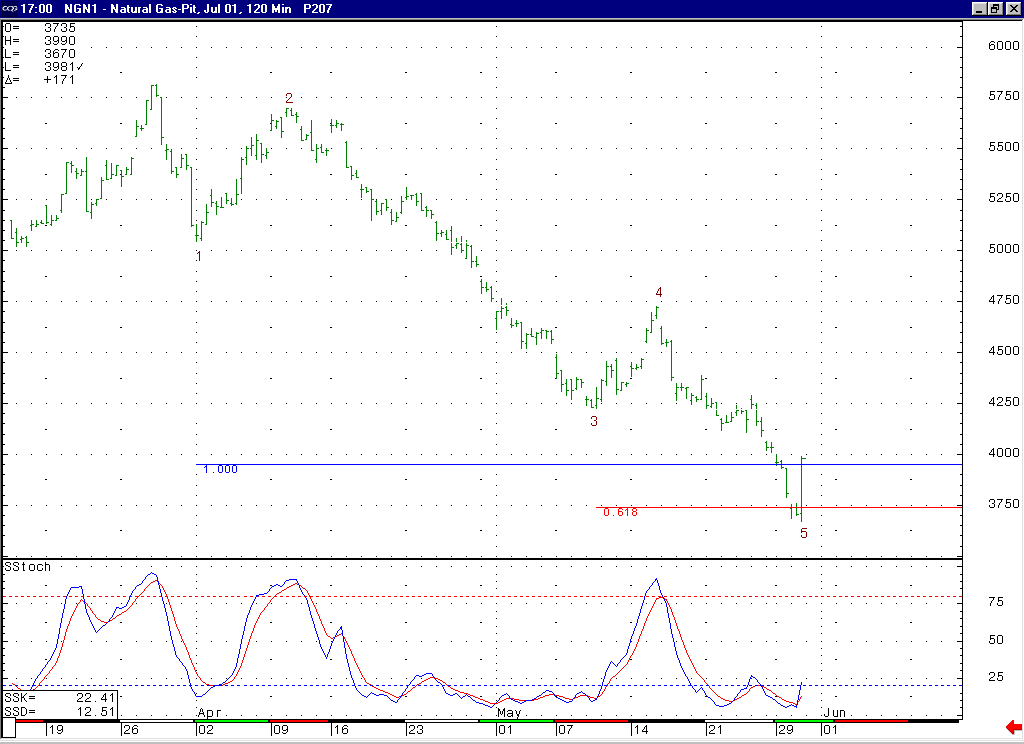 CQG 17:00 NGN1 - Natural Gas-Pit, Jul 01, 120 Min P207
O= 3735
H= 3990
L= 3670
L= 3981✓
Δ= +171
6000
5750
5500
5250
5000
4750
4500
4250
4000
3750
2
1
4
3
1.000
0.618
5
SStoch
75
50
25
SSK= 22.41
SSD= 12.51
Apr
May
Jun
19
26
02
09
16
23
01
07
14
21
29
01